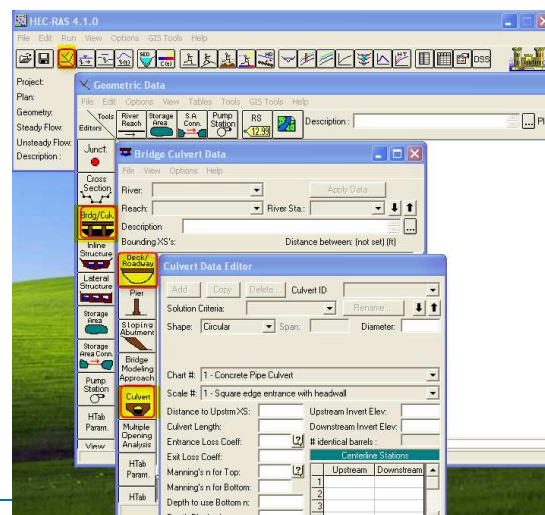 HEC-RAS 4.1.0
File Edit Run View Options GIS Tools Help
Project:
Plan:
Geometry:
Steady Flow:
Unsteady Flow:
Description :
Geometric Data
File Edit Options View Tables Tools GIS Tools Help
Tools
Editors
River
Reach
Storage
Area
S.A.
Conn.
Pump
Station
RS
12.99
Description :
...
Pl
Junct.
Cross
Section
Brdg/Culv
Inline
Structure
Lateral
Structure
Storage
Area
Storage
Area Conn.
Pump
Station
HTab
Param.
View
Bridge Culvert Data
File View Options Help
River:
Apply Data
Reach:
River Sta.:
Description
...
Bounding XS's:
Distance between: (not set) (ft)
Deck/
Roadway
Pier
Sloping
Abutment
Bridge
Modeling
Approach
Culvert
Multiple
Opening
Analysis
HTab
Param.
HTab
Culvert Data Editor
Add ... Copy Delete ... Culvert ID
Solution Criteria:
Rename ...
Shape: Circular Span: Diameter:
Chart #: 1 - Concrete Pipe Culvert
Scale #: 1 - Square edge entrance with headwall
Distance to Upstrm XS: Upstream Invert Elev:
Culvert Length: Downstream Invert Elev:
Entrance Loss Coeff: ? # identical barrels :
Exit Loss Coeff: Centerline Stations
Manning's n for Top: ? Upstream Downstream
Manning's n for Bottom: 1
Depth to use Bottom n: 2
3